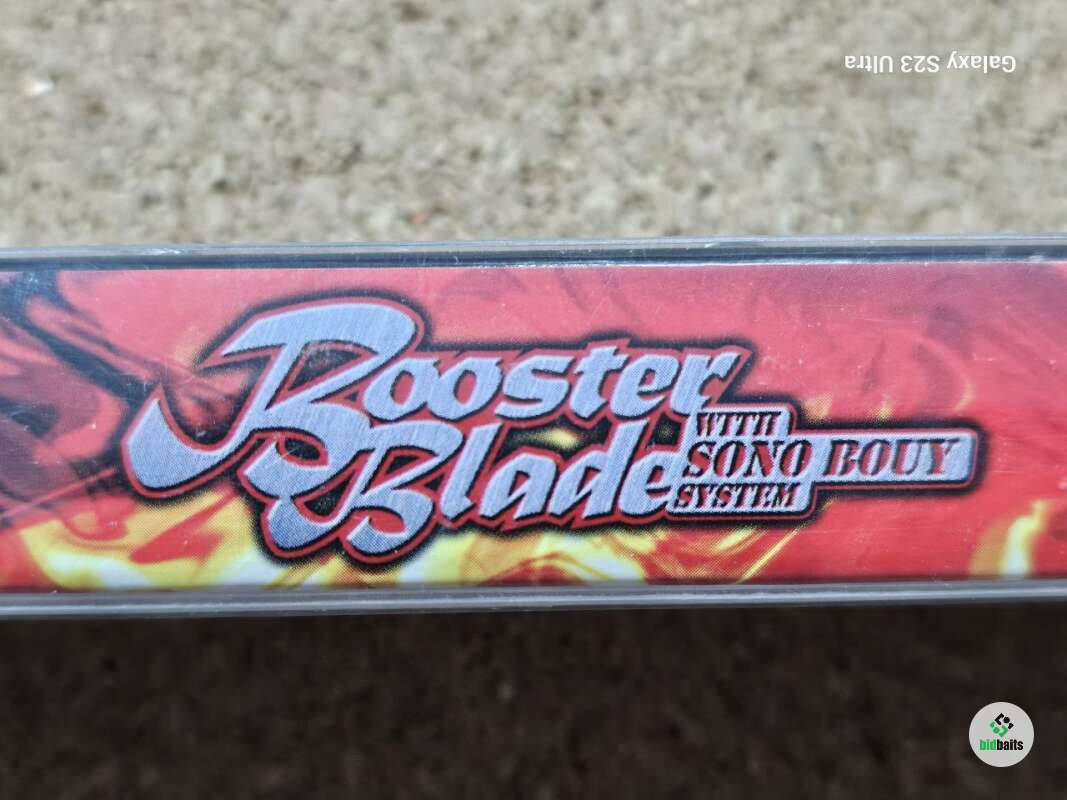 Galaxy S23 Ultra
Booster
Blade
WITH
SONO BOUY
SYSTEM
bidbaits